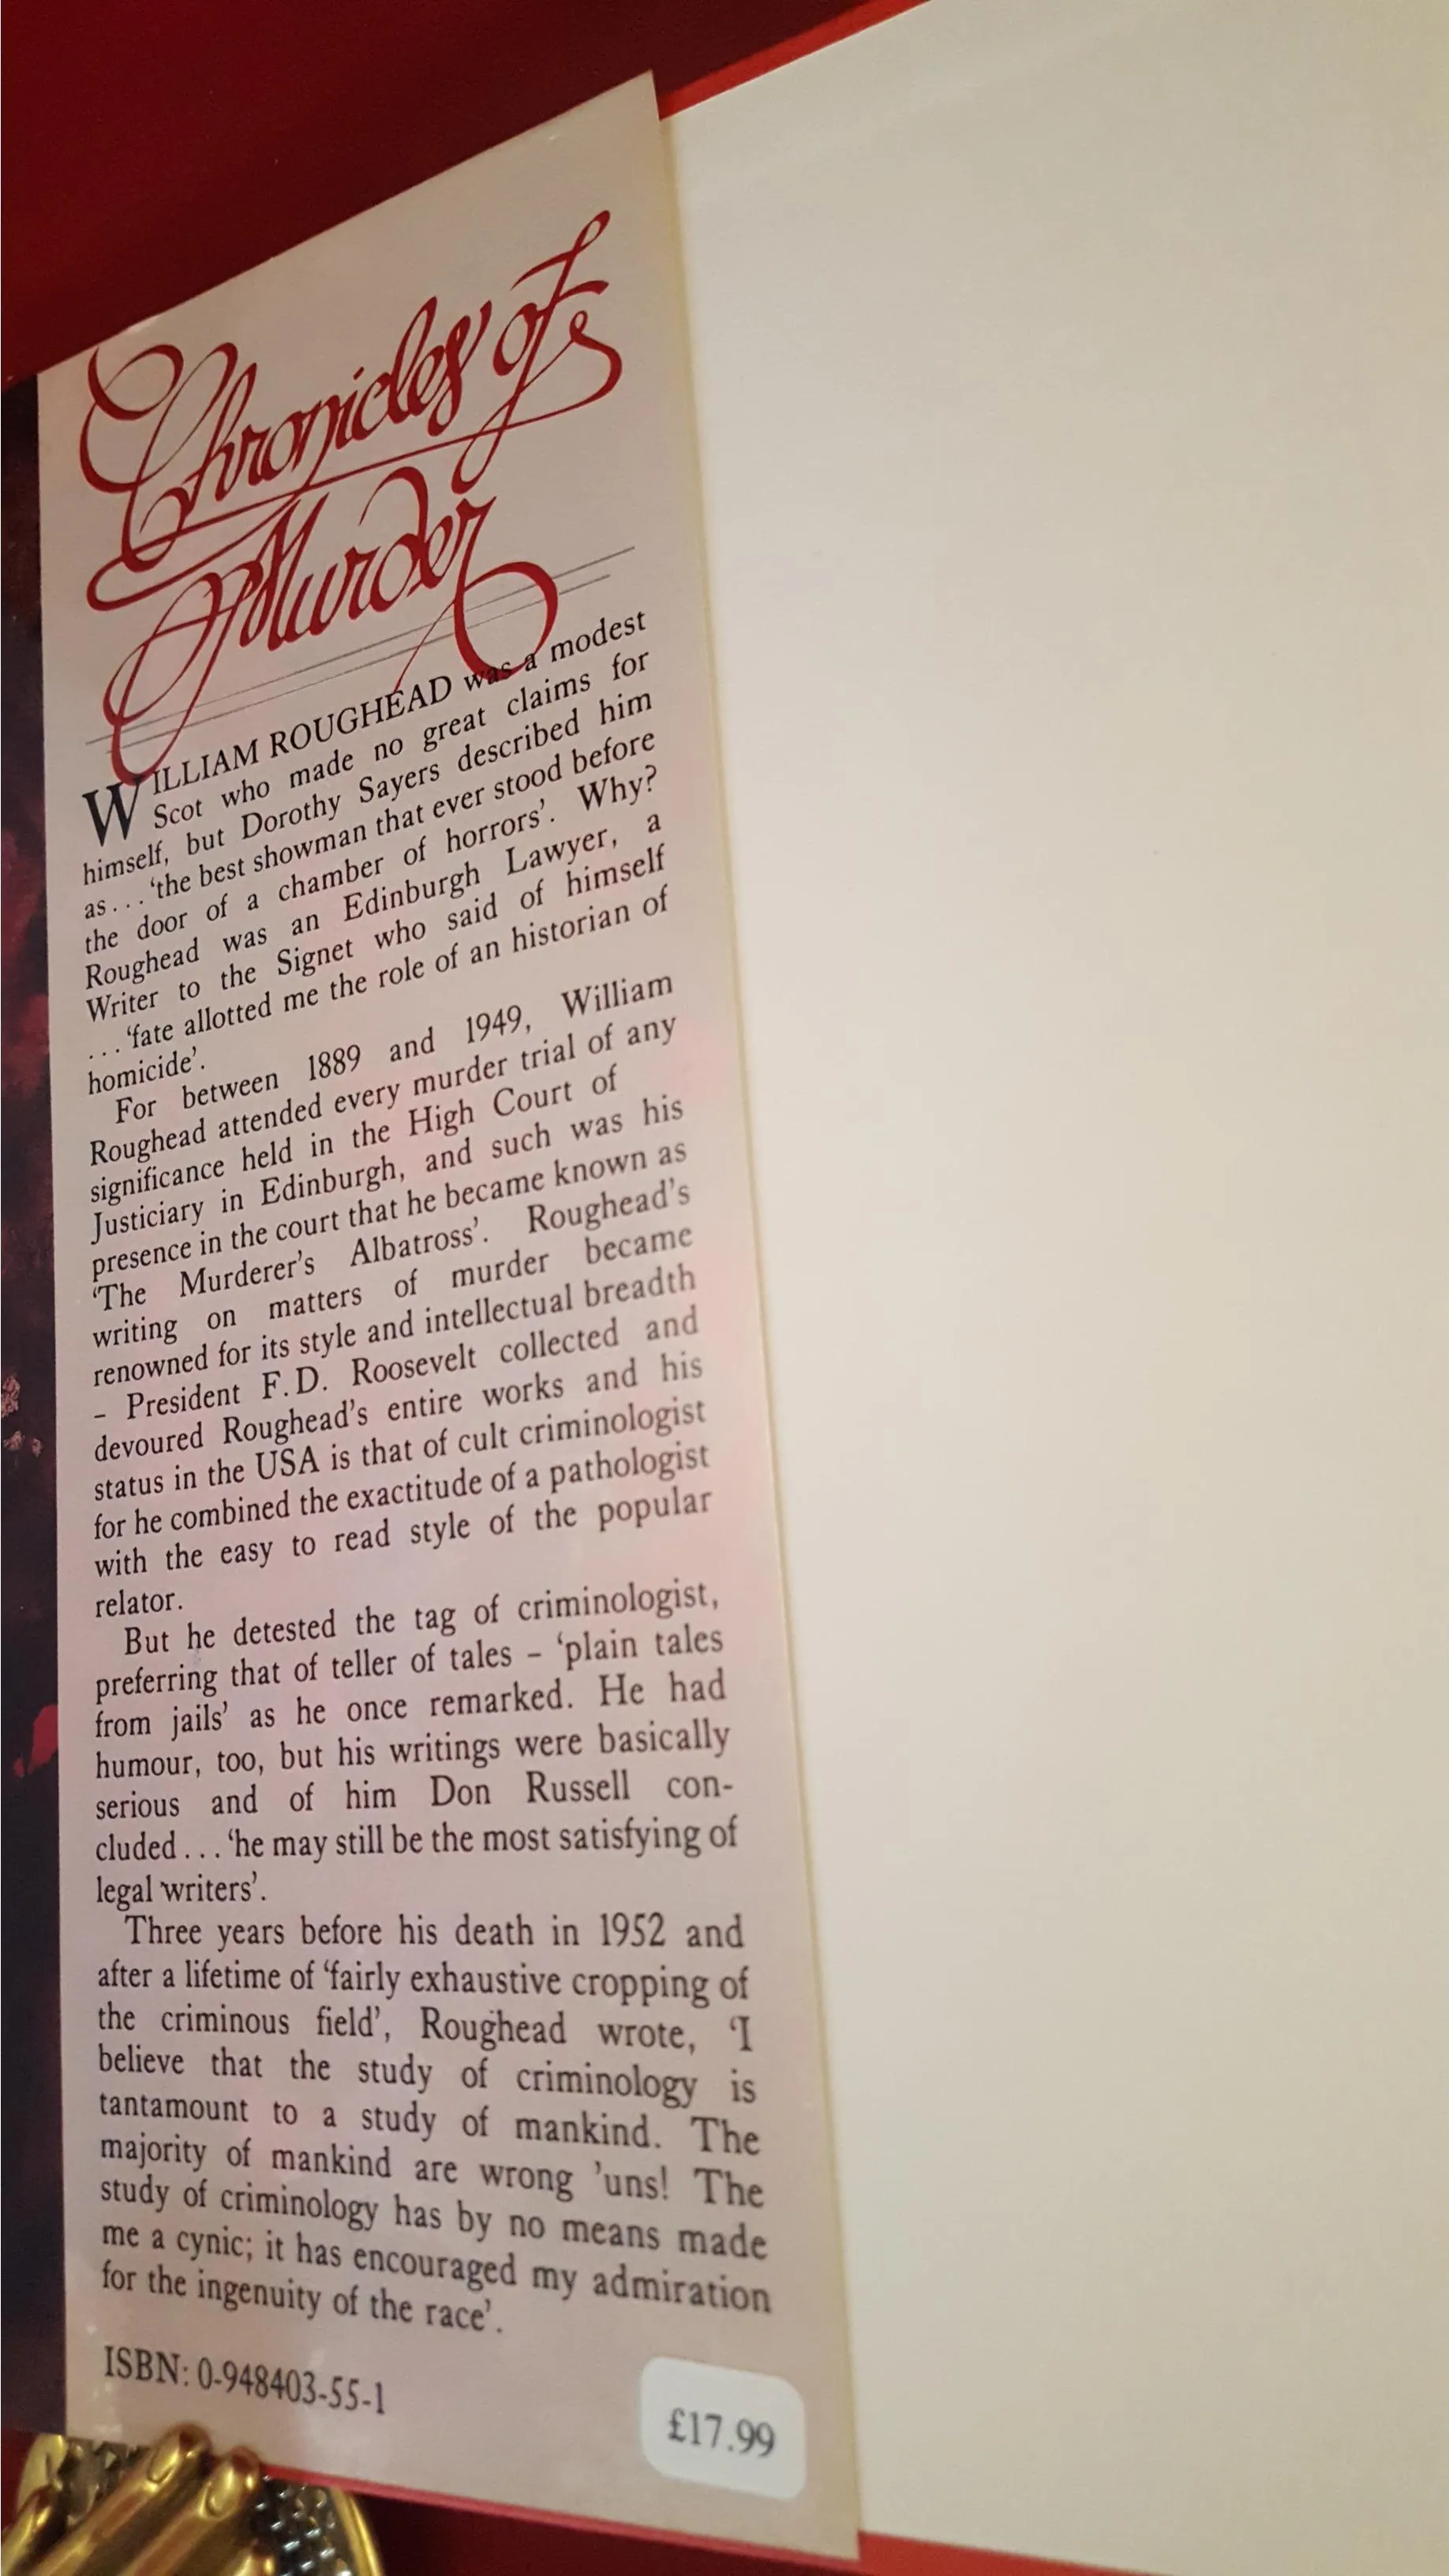 Chronicles of
Murder
WILLIAM ROUGHEAD was a modest
Scot who made no great claims for
himself, but Dorothy Sayers described him
as... 'the best showman that ever stood before
the door of a chamber of horrors'. Why?
Roughead was an Edinburgh Lawyer, a
Writer to the Signet who said of himself
... 'fate allotted me the role of an historian of
homicide'.
For between 1889 and 1949, William
Roughead attended every murder trial of any
significance held in the High Court of
Justiciary in Edinburgh, and such was his
presence in the court that he became known as
'The Murderer's Albatross'. Roughead's
writing on matters of murder became
renowned for its style and intellectual breadth
– President F.D. Roosevelt collected and
devoured Roughead's entire works and his
status in the USA is that of cult criminologist
for he combined the exactitude of a pathologist
with the easy to read style of the popular
relator.
But he detested the tag of criminologist,
preferring that of teller of tales – 'plain tales
from jails' as he once remarked. He had
humour, too, but his writings were basically
serious and of him Don Russell con-
cluded... 'he may still be the most satisfying of
legal writers'.
Three years before his death in 1952 and
after a lifetime of 'fairly exhaustive cropping of
the criminous field', Roughead wrote, 'I
believe that the study of criminology is
tantamount to a study of mankind. The
majority of mankind are wrong 'uns! The
study of criminology has by no means made
me a cynic; it has encouraged my admiration
for the ingenuity of the race'.
ISBN: 0-948403-55-1
£17.99